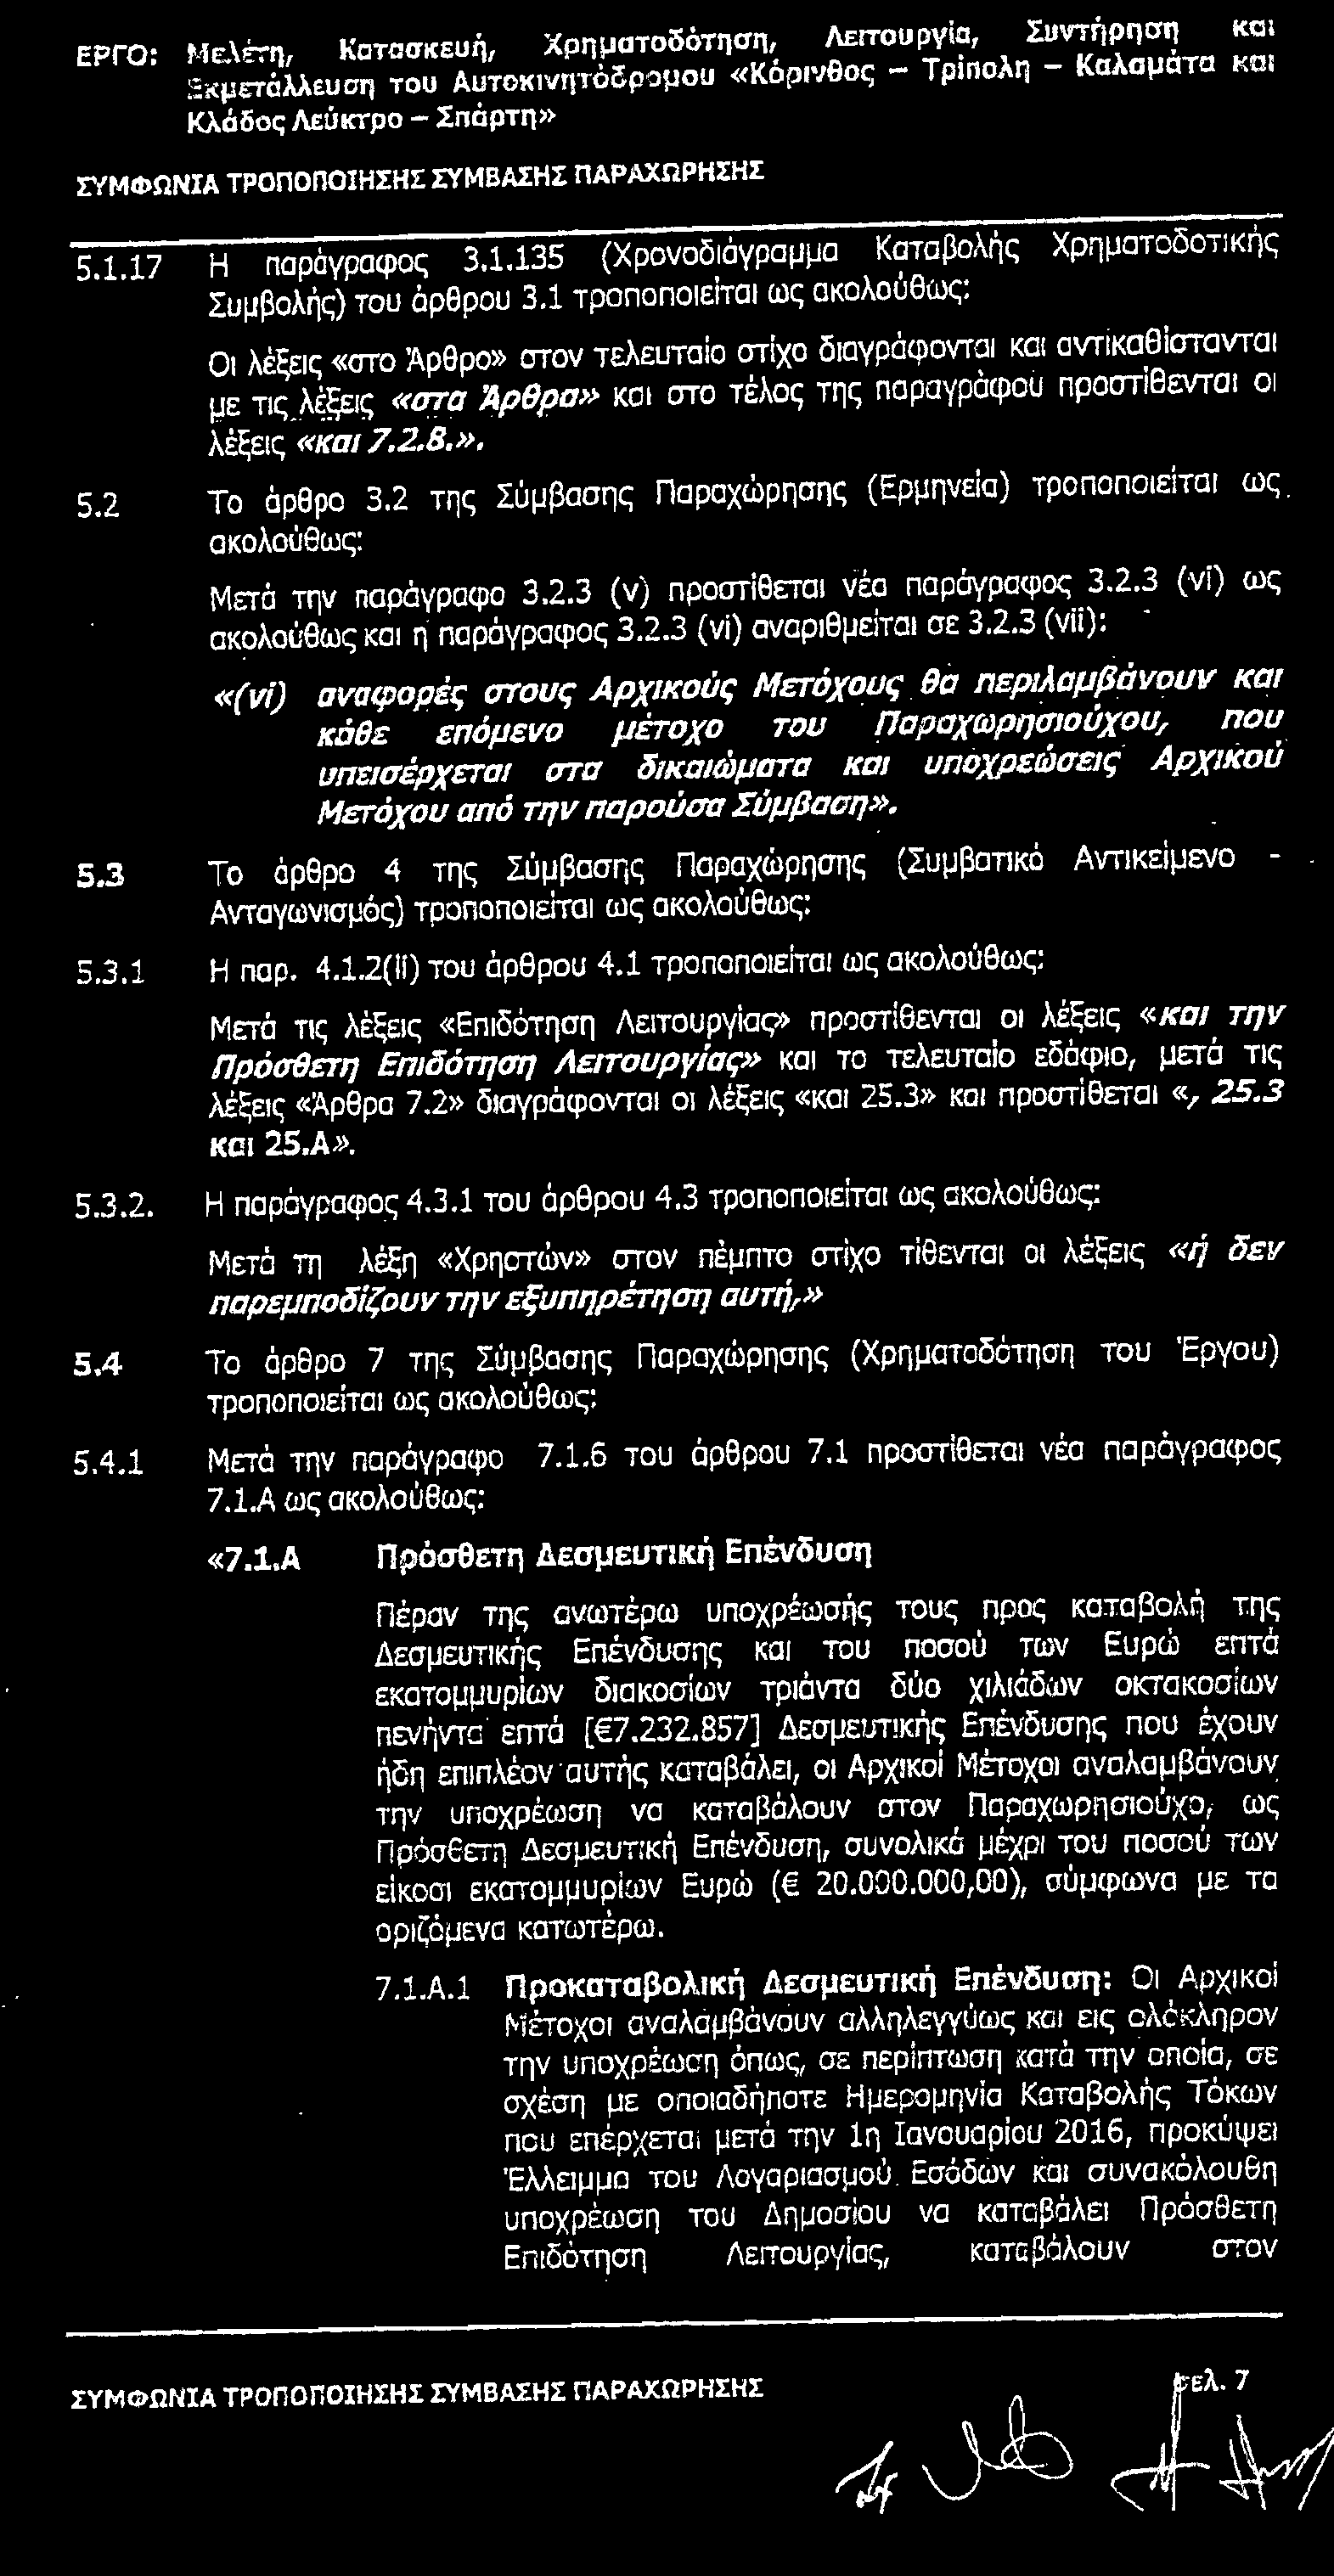 ΕΡΓΟ: Μελέτη, Κατασκευή, Χρηματοδότηση, Λειτουργία, Συντήρηση και
Εκμετάλλευση του Αυτοκινητόδρομου «Κόρινθος – Τρίπολη – Καλαμάτα και
Κλάδος Λεύκτρο – Σπάρτη»
ΣΥΜΦΩΝΙΑ ΤΡΟΠΟΠΟΙΗΣΗΣ ΣΥΜΒΑΣΗΣ ΠΑΡΑΧΩΡΗΣΗΣ
5.1.17 Η παράγραφος 3.1.135 (Χρονοδιάγραμμα Καταβολής Χρηματοδοτικής
Συμβολής) του άρθρου 3.1 τροποποιείται ως ακολούθως:
Οι λέξεις «στο Άρθρο» στον τελευταίο στίχο διαγράφονται και αντικαθίστανται
με τις λέξεις «στα Άρθρα» και στο τέλος της παραγράφου προστίθενται οι
λέξεις «και 7.2.8.».
5.2 Το άρθρο 3.2 της Σύμβασης Παραχώρησης (Ερμηνεία) τροποποιείται ως
ακολούθως:
Μετά την παράγραφο 3.2.3 (v) προστίθεται νέα παράγραφος 3.2.3 (vi) ως
ακολούθως και η παράγραφος 3.2.3 (vi) αναριθμείται σε 3.2.3 (vii):
«(vi) αναφορές στους Αρχικούς Μετόχους θα περιλαμβάνουν και
κάθε επόμενο μέτοχο του Παραχωρησιούχου, που
υπεισέρχεται στα δικαιώματα και υποχρεώσεις Αρχικού
Μετόχου από την παρούσα Σύμβαση».
5.3 Το άρθρο 4 της Σύμβασης Παραχώρησης (Συμβατικό Αντικείμενο -
Ανταγωνισμός) τροποποιείται ως ακολούθως:
5.3.1 Η παρ. 4.1.2(ii) του άρθρου 4.1 τροποποιείται ως ακολούθως:
Μετά τις λέξεις «Επιδότηση Λειτουργίας» προστίθενται οι λέξεις «και την
Πρόσθετη Επιδότηση Λειτουργίας» και το τελευταίο εδάφιο, μετά τις
λέξεις «Άρθρα 7.2» διαγράφονται οι λέξεις «και 25.3» και προστίθεται «, 25.3
και 25.Α».
5.3.2. Η παράγραφος 4.3.1 του άρθρου 4.3 τροποποιείται ως ακολούθως:
Μετά τη λέξη «Χρηστών» στον πέμπτο στίχο τίθενται οι λέξεις «ή δεν
παρεμποδίζουν την εξυπηρέτηση αυτή,»
5.4 Το άρθρο 7 της Σύμβασης Παραχώρησης (Χρηματοδότηση του Έργου)
τροποποιείται ως ακολούθως:
5.4.1 Μετά την παράγραφο 7.1.6 του άρθρου 7.1 προστίθεται νέα παράγραφος
7.1.Α ως ακολούθως:
«7.1.Α Πρόσθετη Δεσμευτική Επένδυση
Πέραν της ανωτέρω υποχρέωσής τους προς καταβολή της
Δεσμευτικής Επένδυσης και του ποσού των Ευρώ επτά
εκατομμυρίων διακοσίων τριάντα δύο χιλιάδων οκτακοσίων
πενήντα επτά [€7.232.857] Δεσμευτικής Επένδυσης που έχουν
ήδη επιπλέον αυτής καταβάλει, οι Αρχικοί Μέτοχοι αναλαμβάνουν
την υποχρέωση να καταβάλουν στον Παραχωρησιούχο, ως
Πρόσθετη Δεσμευτική Επένδυση, συνολικά μέχρι του ποσού των
είκοσι εκατομμυρίων Ευρώ (€ 20.000.000,00), σύμφωνα με τα
οριζόμενα κατωτέρω.
7.1.Α.1 Προκαταβολική Δεσμευτική Επένδυση: Οι Αρχικοί
Μέτοχοι αναλαμβάνουν αλληλεγγύως και εις ολόκληρον
την υποχρέωση όπως, σε περίπτωση κατά την οποία, σε
σχέση με οποιαδήποτε Ημερομηνία Καταβολής Τόκων
που επέρχεται μετά την 1η Ιανουαρίου 2016, προκύψει
Έλλειμμα του Λογαριασμού Εσόδων και συνακόλουθη
υποχρέωση του Δημοσίου να καταβάλει Πρόσθετη
Επιδότηση Λειτουργίας, καταβάλουν στον
ΣΥΜΦΩΝΙΑ ΤΡΟΠΟΠΟΙΗΣΗΣ ΣΥΜΒΑΣΗΣ ΠΑΡΑΧΩΡΗΣΗΣ σελ. 7